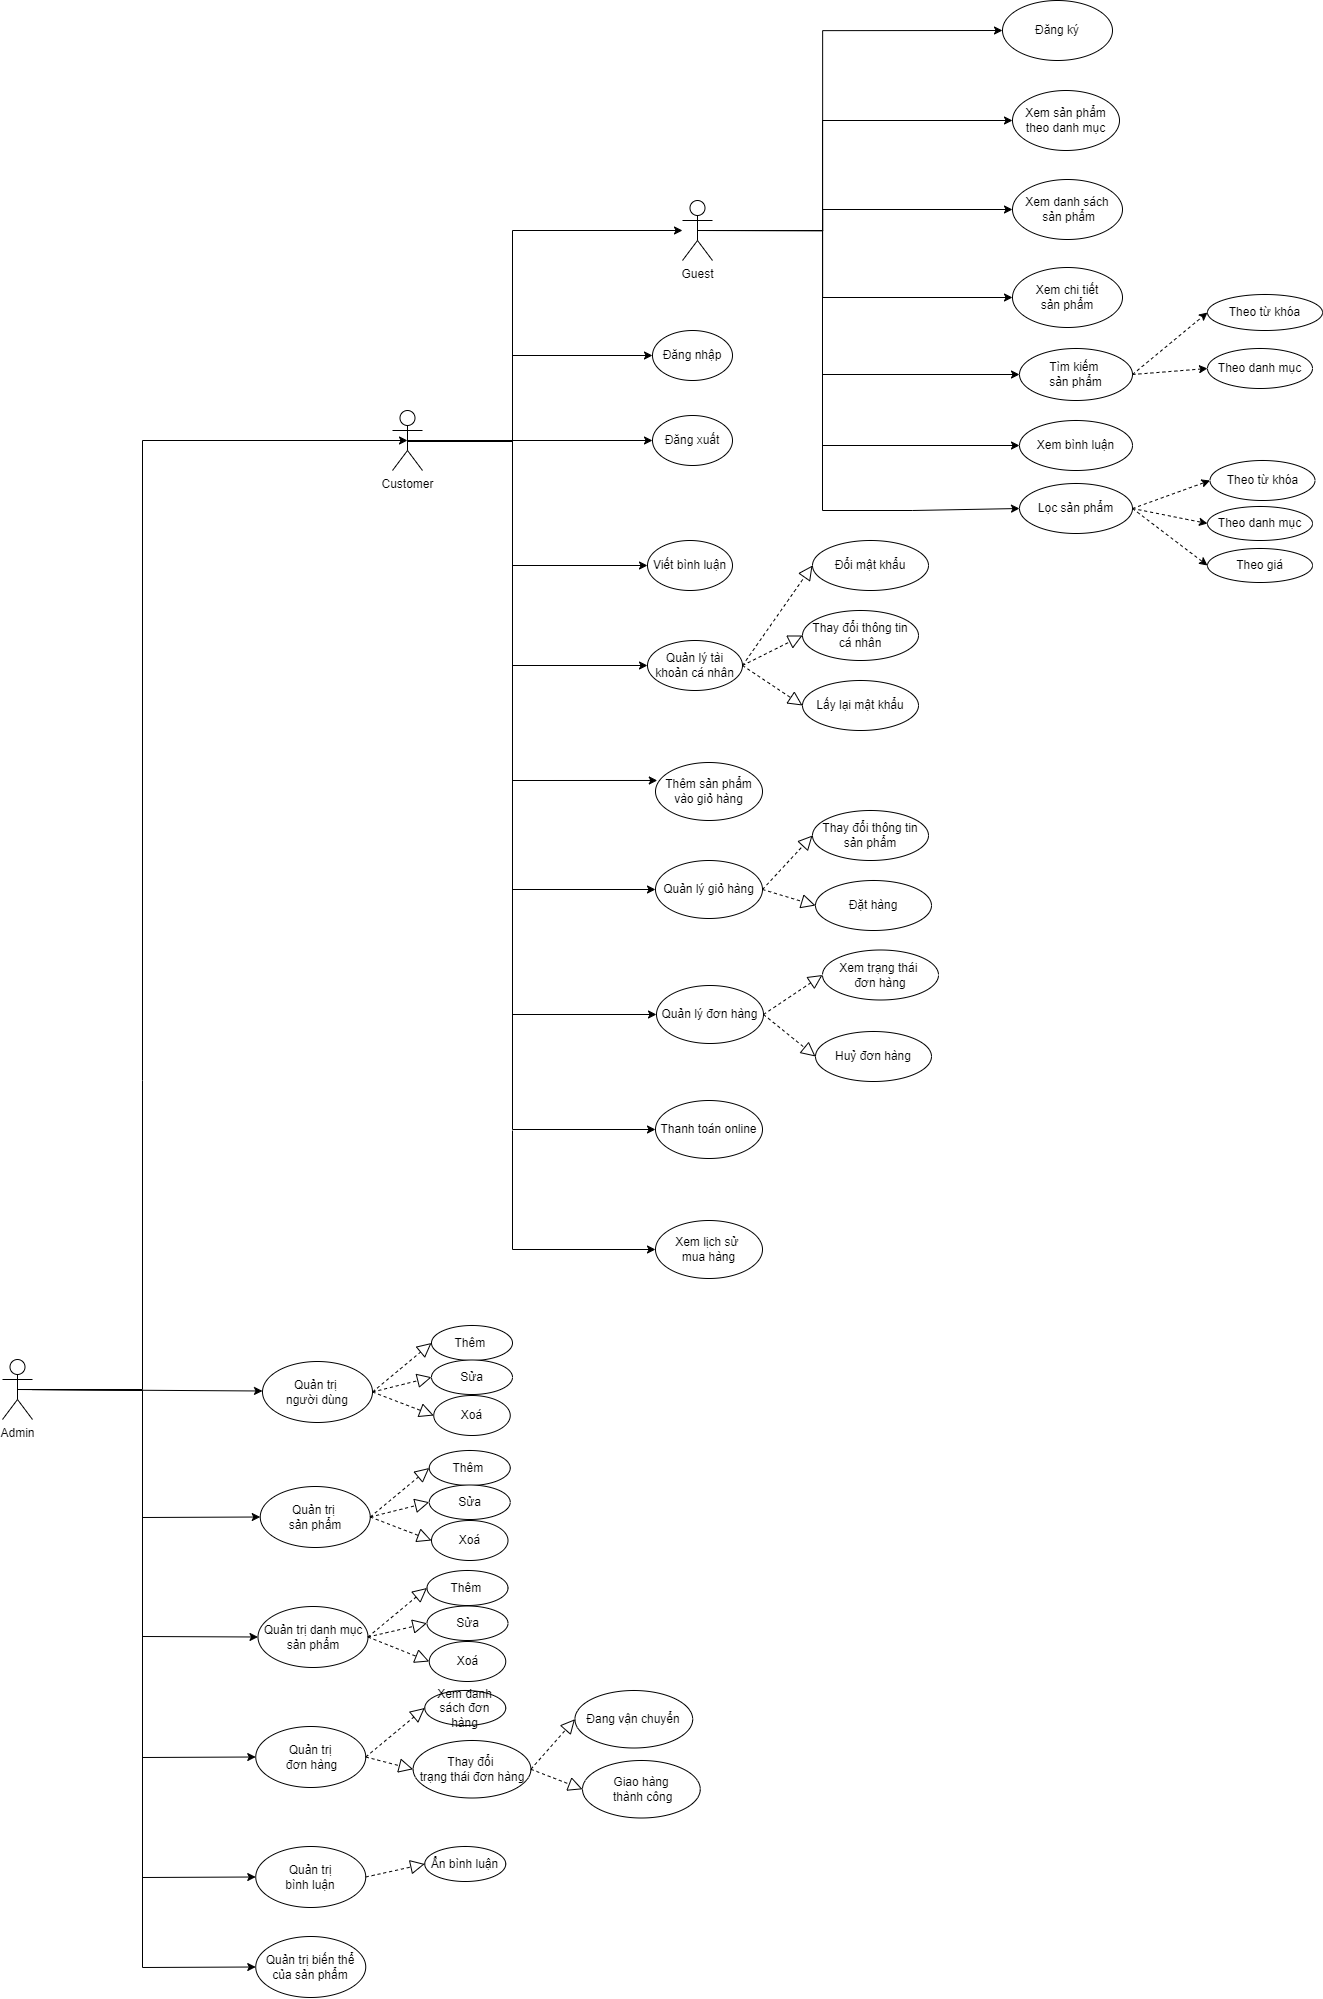 Đăng ký
Xem sản phẩm
theo danh mục
Xem danh sách
sản phẩm
Guest
Xem chi tiết
sản phẩm
Theo từ khóa
Đăng nhập
Tìm kiếm
sản phẩm
Theo danh mục
Đăng xuất
Xem bình luận
Customer
Theo từ khóa
Lọc sản phẩm
Theo danh mục
Viết bình luận
Đổi mật khẩu
Theo giá
Thay đổi thông tin
cá nhân
Quản lý tài
khoản cá nhân
Lấy lại mật khẩu
Thêm sản phẩm
vào giỏ hàng
Thay đổi thông tin
sản phẩm
Quản lý giỏ hàng
Đặt hàng
Xem trạng thái
đơn hàng
Quản lý đơn hàng
Huỷ đơn hàng
Thanh toán online
Xem lịch sử
mua hàng
Thêm
Sửa
Quản trị
người dùng
Xoá
Admin
Thêm
Sửa
Quản trị
sản phẩm
Xoá
Thêm
Sửa
Quản trị danh mục
sản phẩm
Xoá
Xem danh
sách đơn
hàng
Đang vận chuyển
Quản trị
đơn hàng
Thay đổi
trạng thái đơn hàng
Giao hàng
thành công
Ẩn bình luận
Quản trị
bình luận
Quản trị biến thể
của sản phẩm